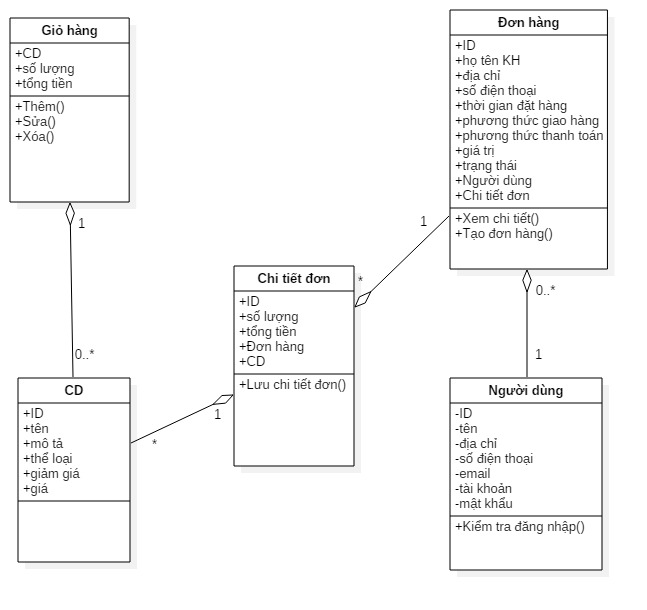 Giỏ hàng
+CD
+số lượng
+tổng tiền
+Thêm()
+Sửa()
+Xóa()
1
0..*
CD
+ID
+tên
+mô tả
+thể loại
+giảm giá
+giá
*
1
Chi tiết đơn
+ID
+số lượng
+tổng tiền
+Đơn hàng
+CD
+Lưu chi tiết đơn()
*
1
Đơn hàng
+ID
+họ tên KH
+địa chỉ
+số điện thoại
+thời gian đặt hàng
+phương thức giao hàng
+phương thức thanh toán
+giá trị
+trạng thái
+Người dùng
+Chi tiết đơn
+Xem chi tiết()
+Tạo đơn hàng()
0..*
1
Người dùng
-ID
-tên
-địa chỉ
-số điện thoại
-email
-tài khoản
-mật khẩu
+Kiểm tra đăng nhập()